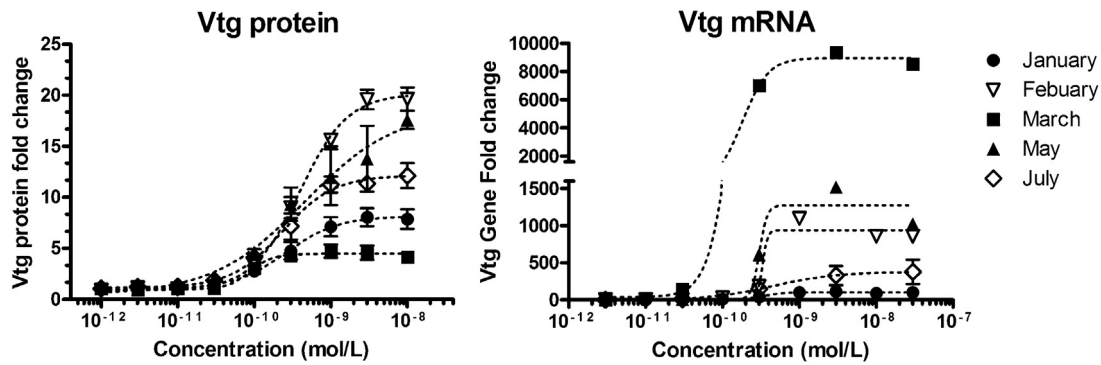 Vtg protein
Vtg protein fold change
25
20
15
10
5
0
10-12 10-11 10-10 10-9 10-8
Concentration (mol/L)
Vtg mRNA
Vtg Gene Fold change
10000
8000
6000
4000
2000
1500
1000
500
0
10-12 10-11 10-10 10-9 10-8 10-7
Concentration (mol/L)
January
Febuary
March
May
July